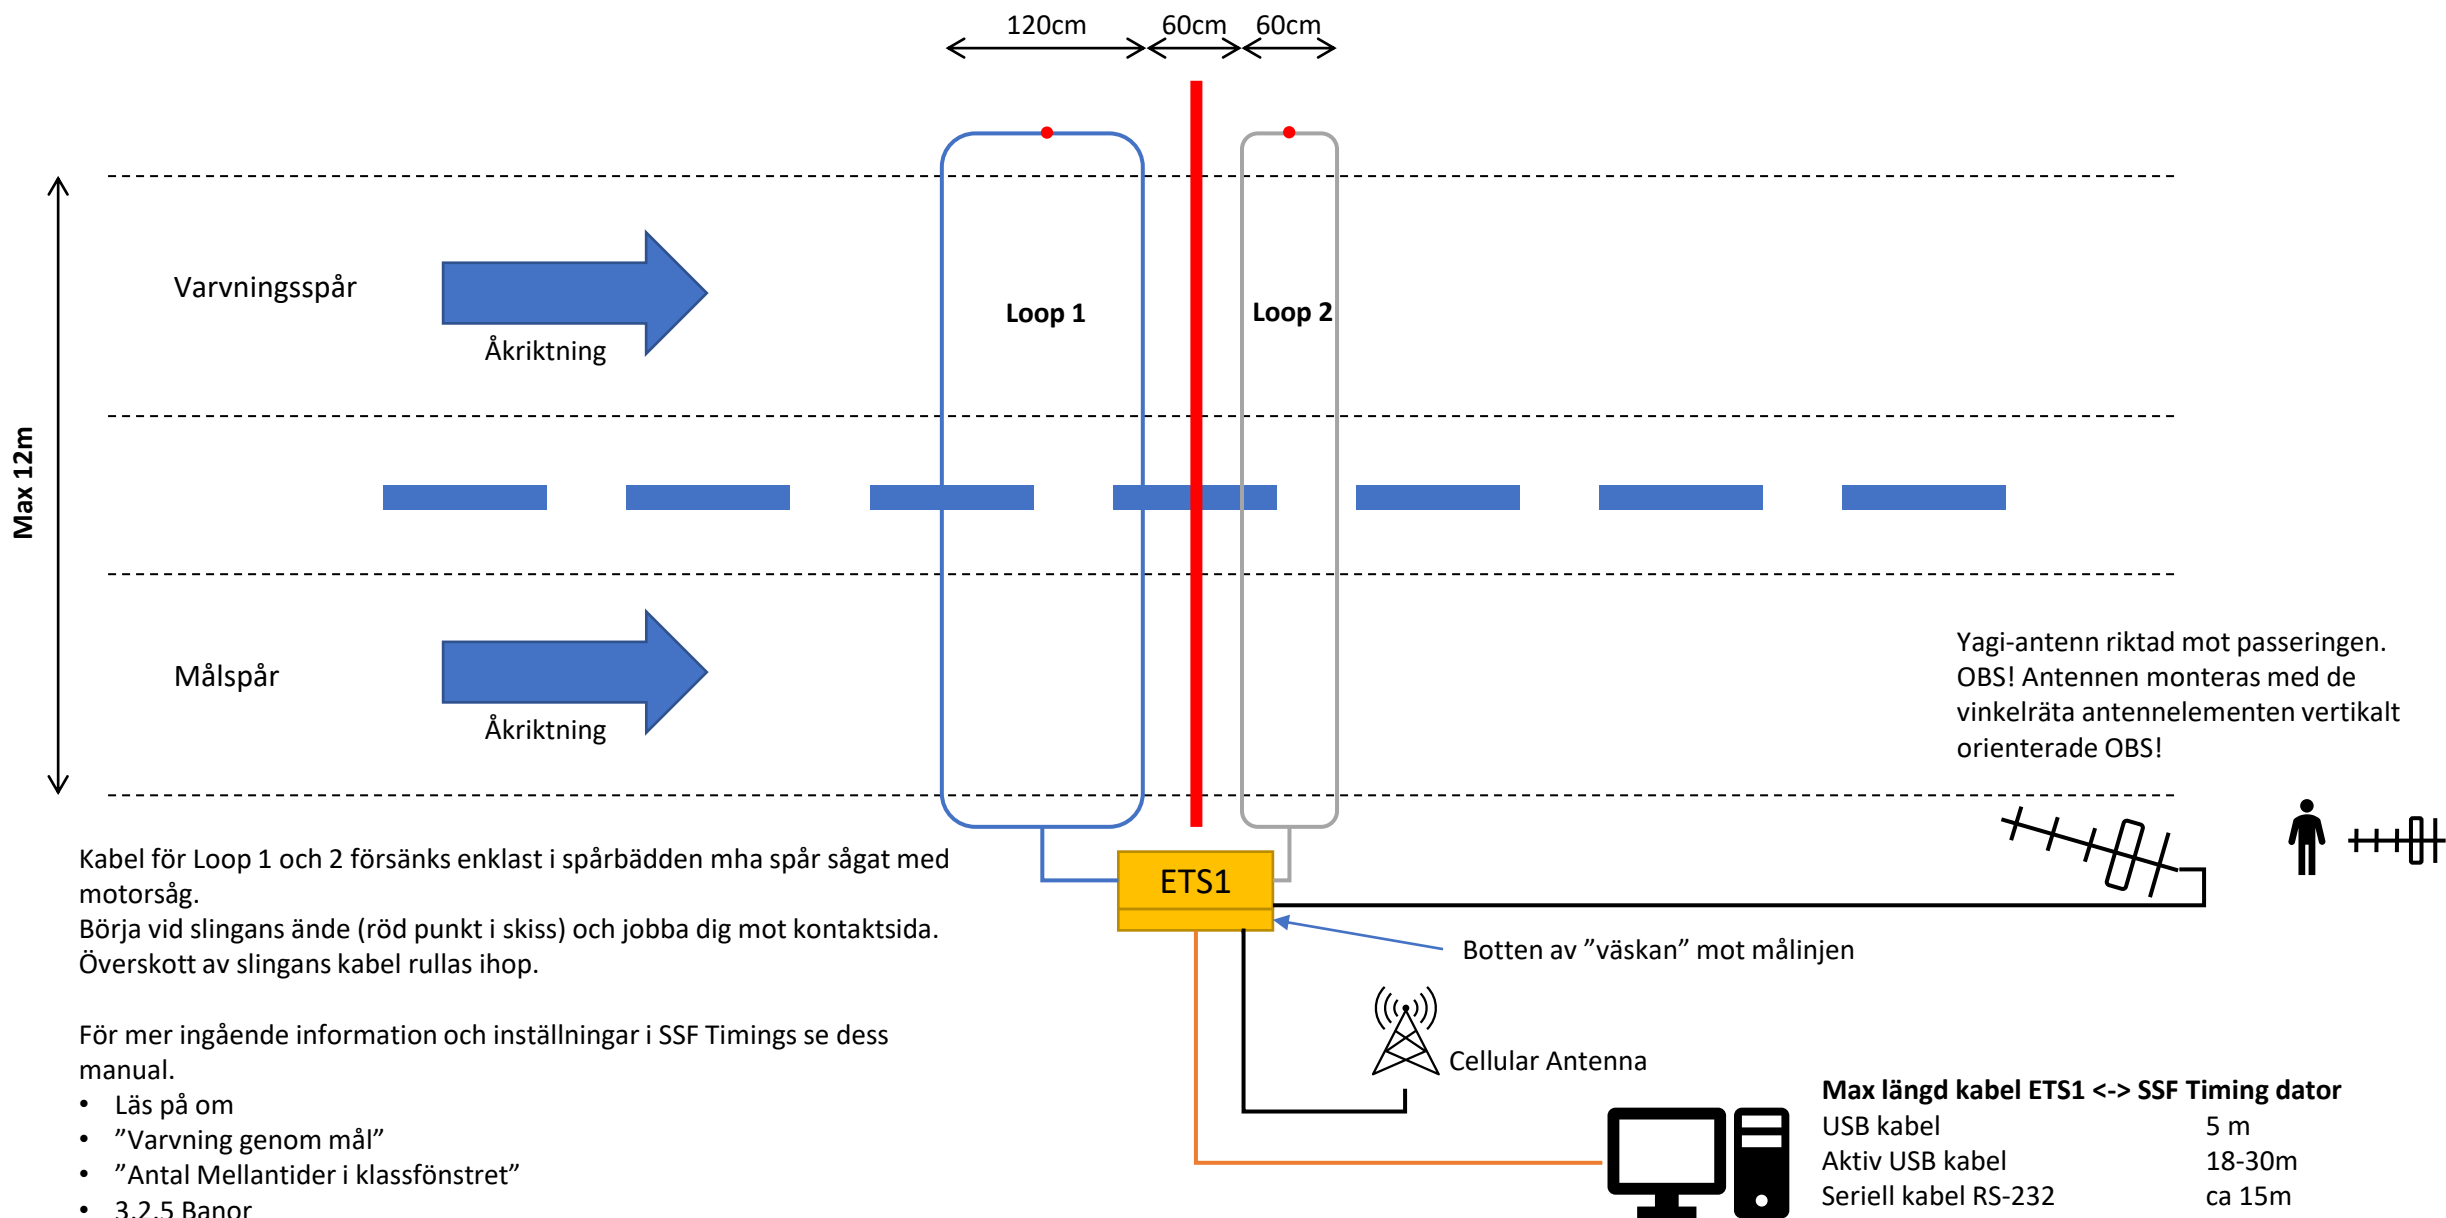 120cm
60cm
60cm
Varvningsspår
Åkriktning
Loop 1
Loop 2
Max 12m
Målspår
Åkriktning
Yagi-antenn riktad mot passeringen.
OBS! Antennen monteras med de
vinkelräta antennelementen vertikalt
orienterade OBS!
Kabel för Loop 1 och 2 försänks enklast i spårbädden mha spår sågat med
motorsåg.
Börja vid slingans ände (röd punkt i skiss) och jobba dig mot kontaktsida.
Överskott av slingans kabel rullas ihop.
ETS1
Botten av ”väskan” mot målinjen
För mer ingående information och inställningar i SSF Timings se dess
manual.
• Läs på om
• ”Varvning genom mål”
• ”Antal Mellantider i klassfönstret”
• 3.2.5 Banor
Cellular Antenna
Max längd kabel ETS1 <-> SSF Timing dator
USB kabel 5 m
Aktiv USB kabel 18-30m
Seriell kabel RS-232 ca 15m